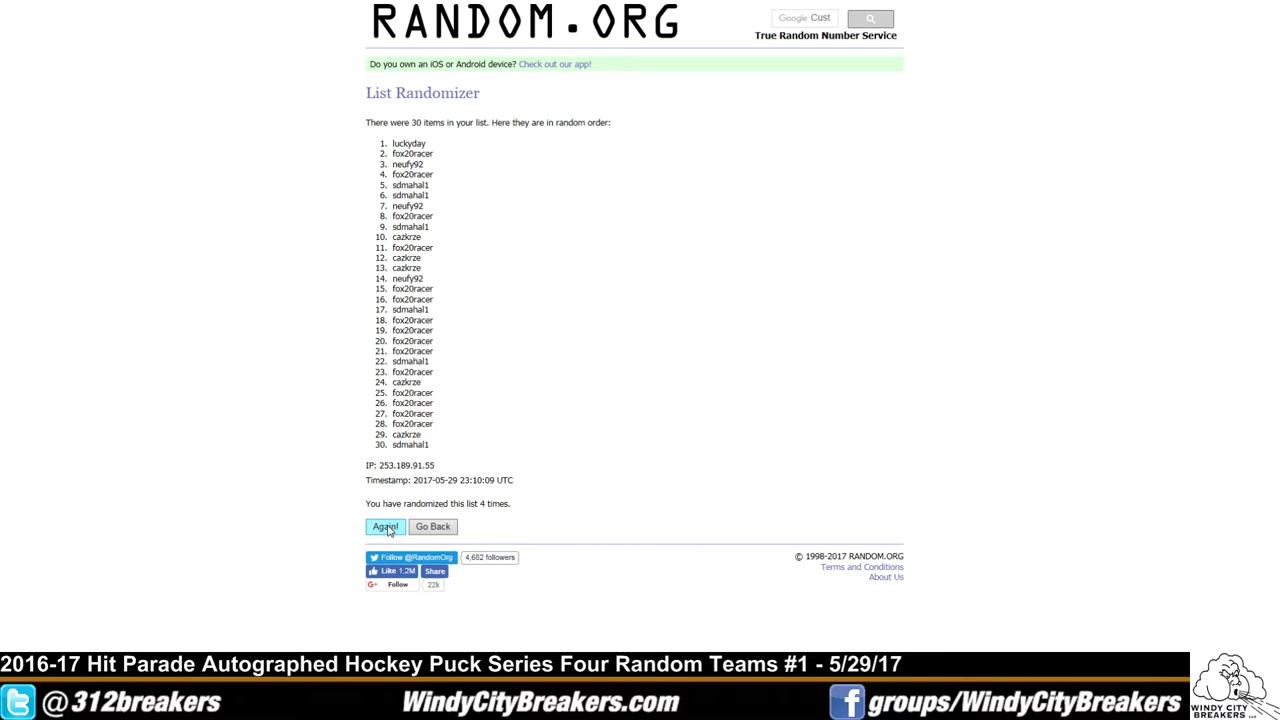 RANDOM.ORG
Google Cust
True Random Number Service
Do you own an iOS or Android device? Check out our app!
List Randomizer
There were 30 items in your list. Here they are in random order:
1. luckyday
2. fox20racer
3. neufy92
4. fox20racer
5. sdmahal1
6. sdmahal1
7. neufy92
8. fox20racer
9. sdmahal1
10. cazkrze
11. fox20racer
12. cazkrze
13. cazkrze
14. neufy92
15. fox20racer
16. fox20racer
17. sdmahal1
18. fox20racer
19. fox20racer
20. fox20racer
21. fox20racer
22. sdmahal1
23. fox20racer
24. cazkrze
25. fox20racer
26. fox20racer
27. fox20racer
28. fox20racer
29. cazkrze
30. sdmahal1
IP: 253.189.91.55
Timestamp: 2017-05-29 23:10:09 UTC
You have randomized this list 4 times.
Again! Go Back
Follow @RandomOrg 4,682 followers
Like 1.2M Share
G+ Follow 22k
© 1998-2017 RANDOM.ORG
Terms and Conditions
About Us
2016-17 Hit Parade Autographed Hockey Puck Series Four Random Teams #1 - 5/29/17
@312breakers WindyCityBreakers.com groups/WindyCityBreakers
WINDY CITY
BREAKERS LLC